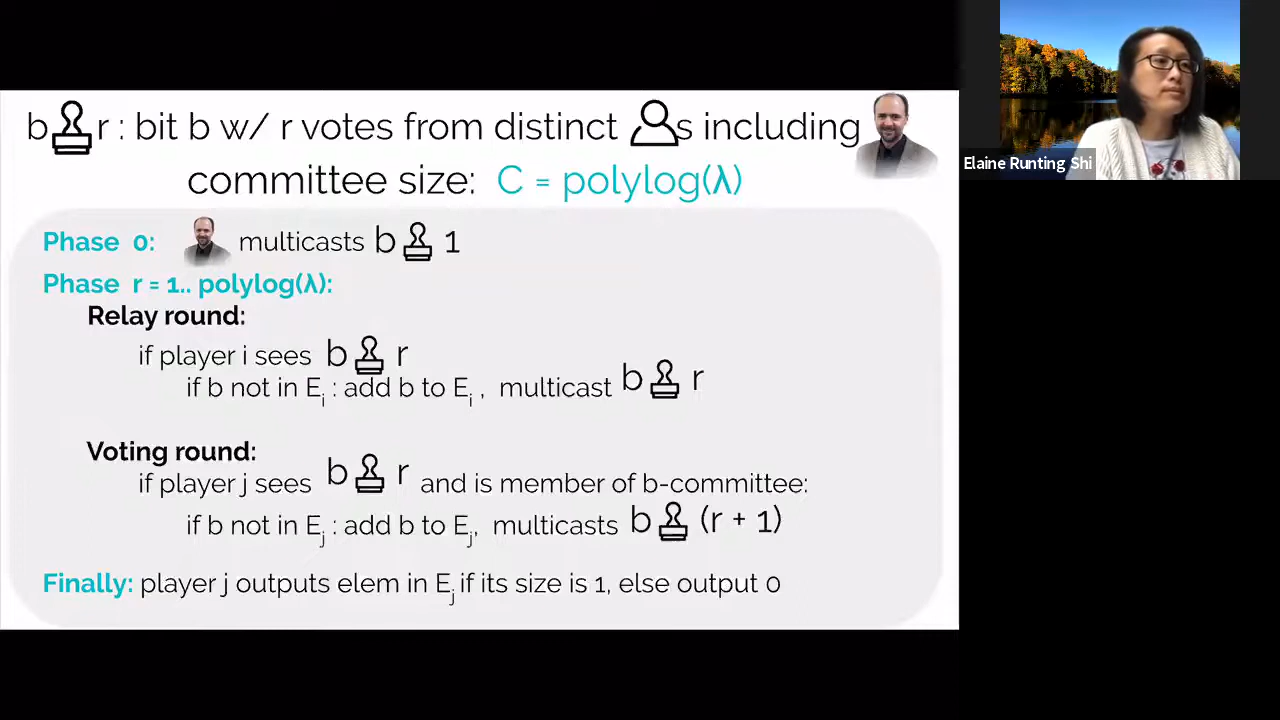 b r : bit b w/ r votes from distinct s including
committee size: C = polylog(λ)
Phase 0: multicasts b 1
Phase r = 1.. polylog(λ):
Relay round:
if player i sees b r
if b not in Eᵢ : add b to Eᵢ , multicast b r
Voting round:
if player j sees b r and is member of b-committee:
if b not in Eⱼ : add b to Eⱼ, multicasts b (r + 1)
Finally: player j outputs elem in Eⱼ if its size is 1, else output 0
Elaine Runting Shi